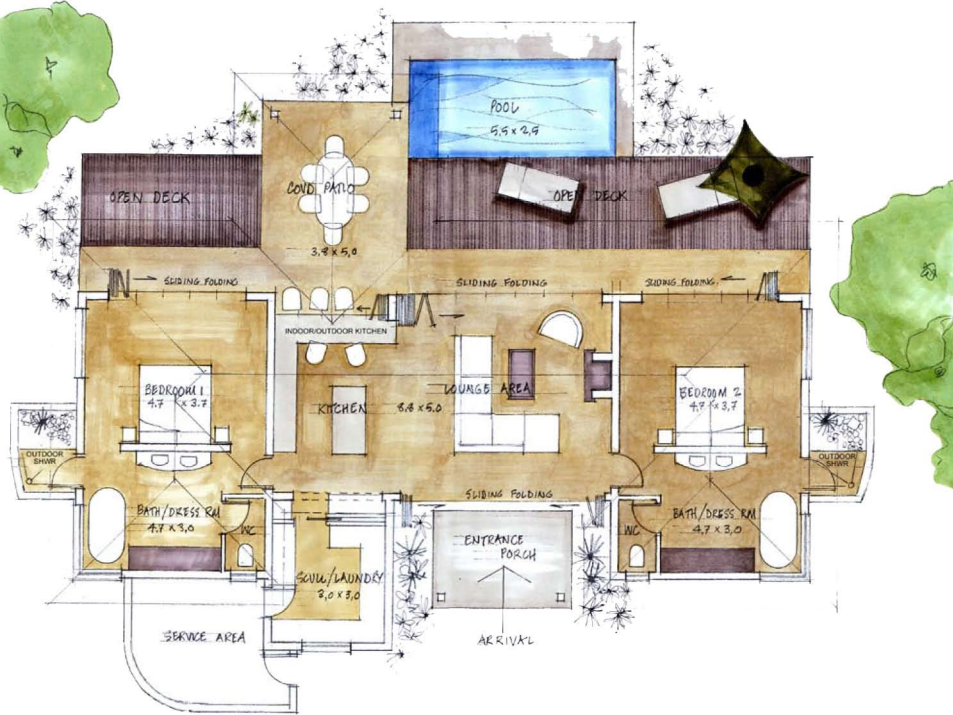 POOL
5,5 x 2,5
OPEN DECK
COVD PATIO
OPEN DECK
3.8 x 5,0
SLIDING FOLDING
SLIDING FOLDING
SLIDING FOLDING.
INDOOR/OUTDOOR KITCHEN
BEDROOM 1
4.7 x 3.7
KITCHEN
8.8 x 5.0
LOUNGE AREA
BEDROOM 2
4.7 x 3,7
OUTDOOR
SHWR
OUTDOOR
SHWR
SLIDING FOLDING
BATH/DRESS RM
4.7 x 3,0
WC
ENTRANCE
PORCH
WC
BATH/DRESS RM
4.7 x 3,0
SCULL/LAUNDRY
3,0 x 3,0
SERVICE AREA
ARRIVAL